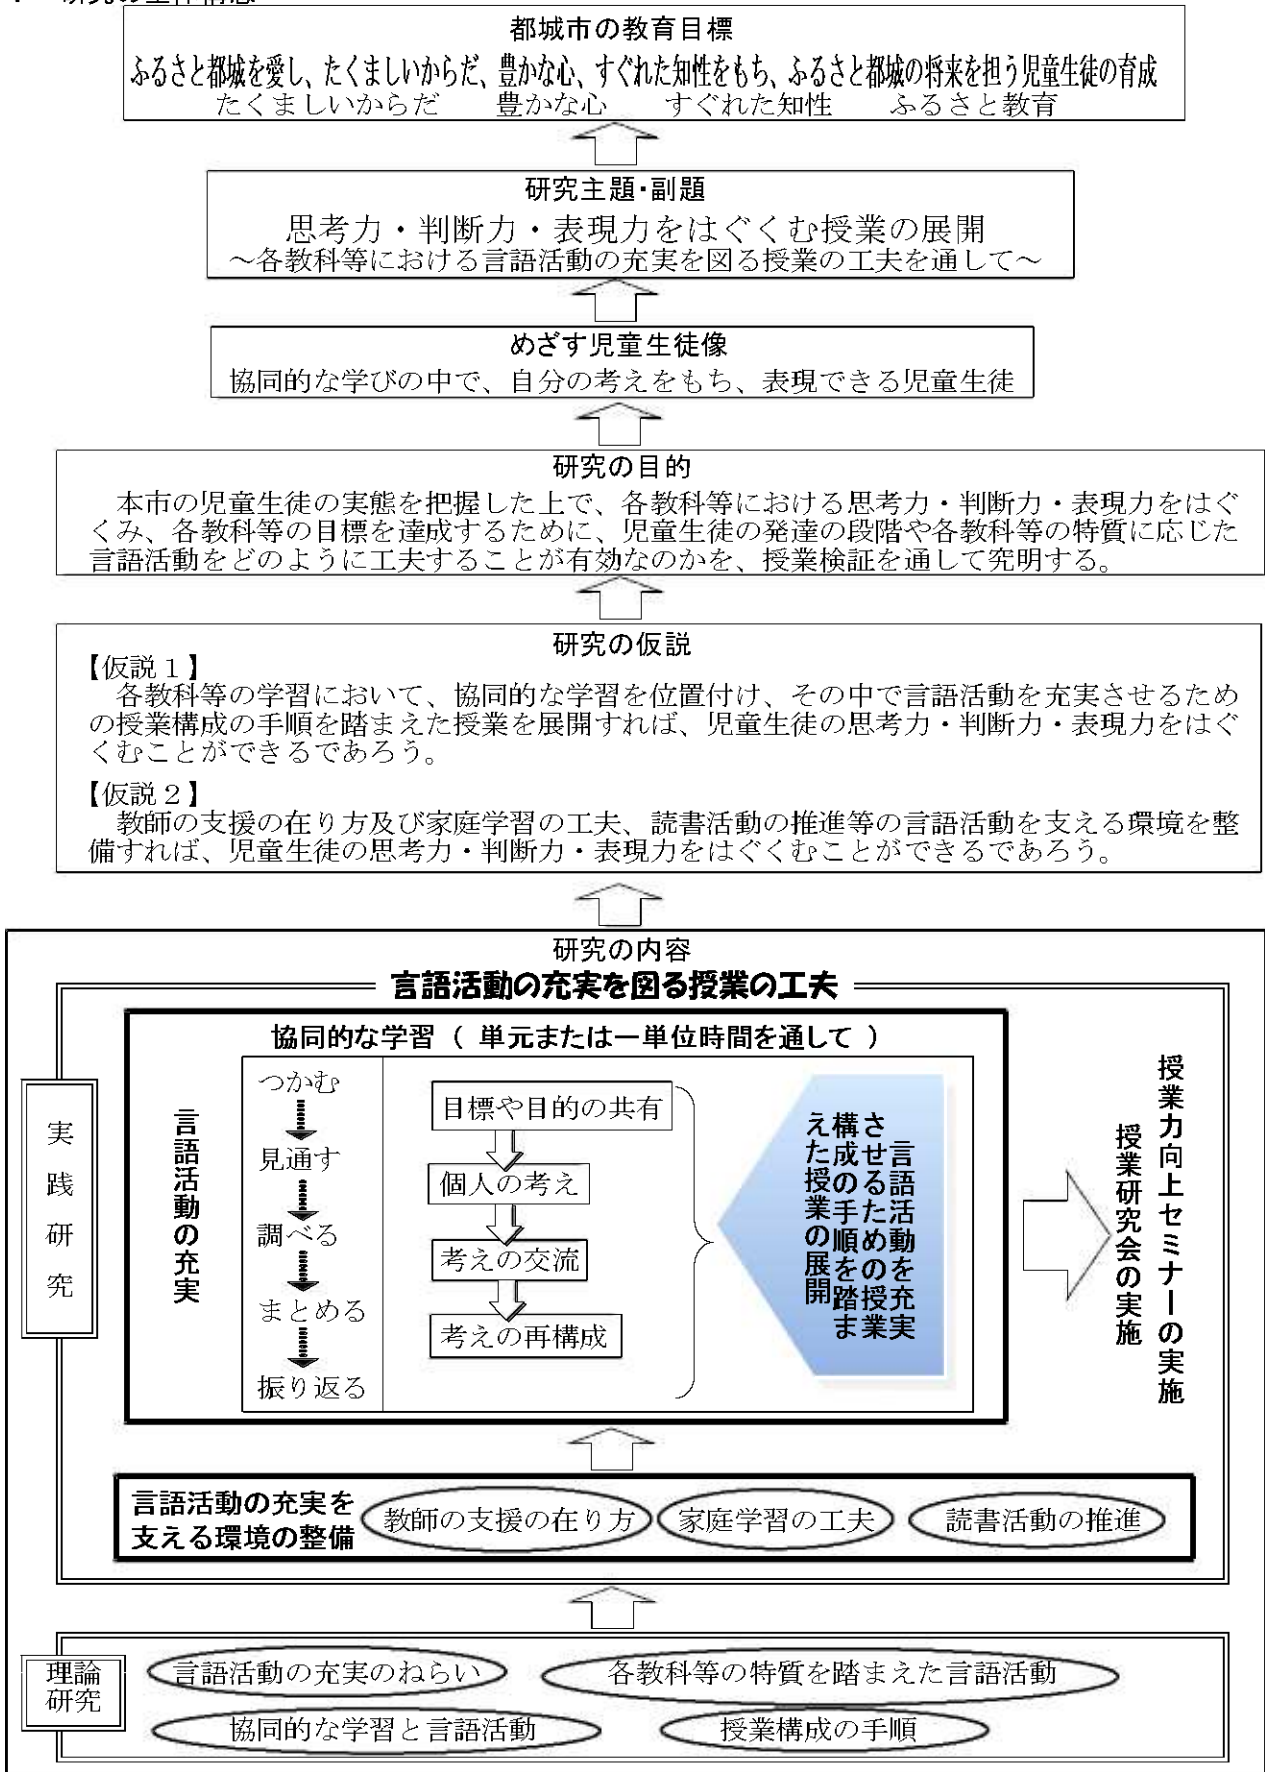 都城市の教育目標
ふるさと都城を愛し、たくましいからだ、豊かな心、すぐれた知性をもち、ふるさと都城の将来を担う児童生徒の育成
たくましいからだ　豊かな心　すぐれた知性　ふるさと教育
研究主題・副題
思考力・判断力・表現力をはぐくむ授業の展開
～各教科等における言語活動の充実を図る授業の工夫を通して～
めざす児童生徒像
協同的な学びの中で、自分の考えをもち、表現できる児童生徒
研究の目的
本市の児童生徒の実態を把握した上で、各教科等における思考力・判断力・表現力をはぐ
くみ、各教科等の目標を達成するために、児童生徒の発達の段階や各教科等の特質に応じた
言語活動をどのように工夫することが有効なのかを、授業検証を通して究明する。
研究の仮説
【仮説１】
各教科等の学習において、協同的な学習を位置付け、その中で言語活動を充実させるため
の授業構成の手順を踏まえた授業を展開すれば、児童生徒の思考力・判断力・表現力をはぐ
くむことができるであろう。
【仮説２】
教師の支援の在り方及び家庭学習の工夫、読書活動の推進等の言語活動を支える環境を整
備すれば、児童生徒の思考力・判断力・表現力をはぐくむことができるであろう。
研究の内容
言語活動の充実を図る授業の工夫
実践研究
協同的な学習（ 単元または一単位時間を通して ）
言語活動の充実
つかむ
見通す
調べる
まとめる
振り返る
目標や目的の共有
個人の考え
考えの交流
考えの再構成
言語活動を充実
させるための授業
構成の手順を踏ま
えた授業の展開
授業力向上セミナーの実施
授業研究会の実施
言語活動の充実を
支える環境の整備
教師の支援の在り方
家庭学習の工夫
読書活動の推進
理論
研究
言語活動の充実のねらい
各教科等の特質を踏まえた言語活動
協同的な学習と言語活動
授業構成の手順